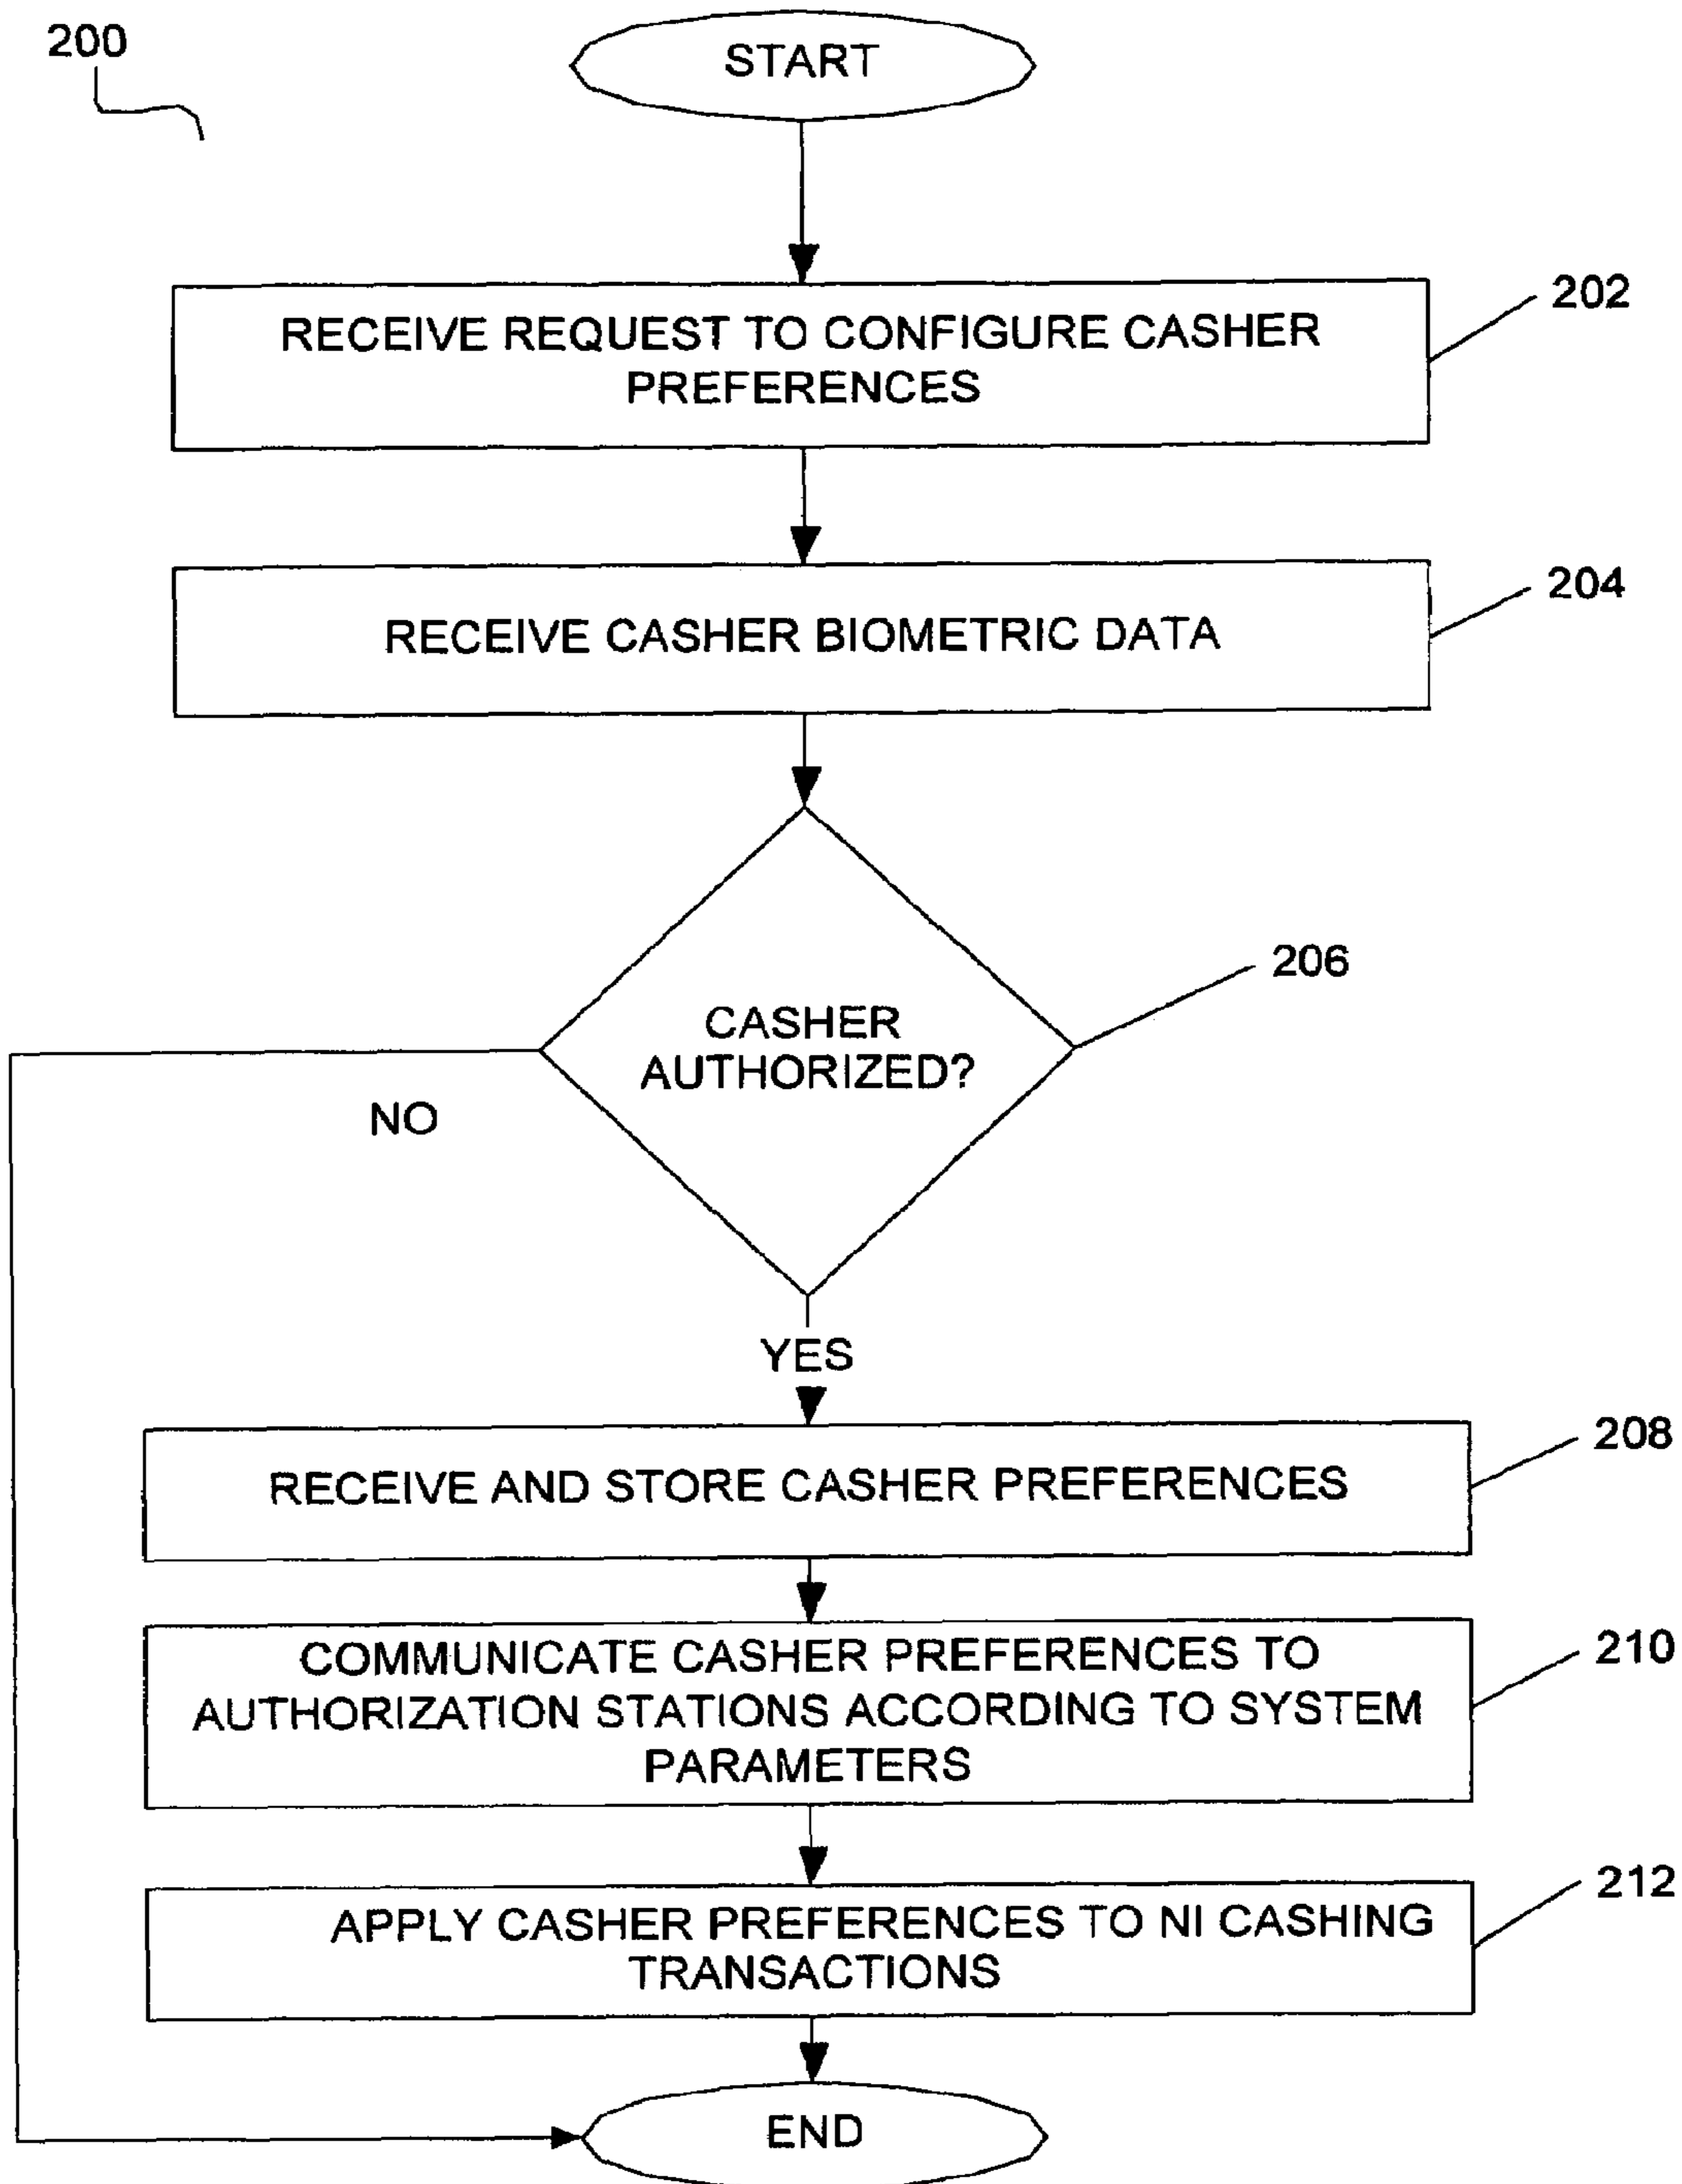 200
START
202
RECEIVE REQUEST TO CONFIGURE CASHER
PREFERENCES
204
RECEIVE CASHER BIOMETRIC DATA
206
CASHER
AUTHORIZED?
NO
YES
208
RECEIVE AND STORE CASHER PREFERENCES
210
COMMUNICATE CASHER PREFERENCES TO
AUTHORIZATION STATIONS ACCORDING TO SYSTEM
PARAMETERS
212
APPLY CASHER PREFERENCES TO NI CASHING
TRANSACTIONS
END